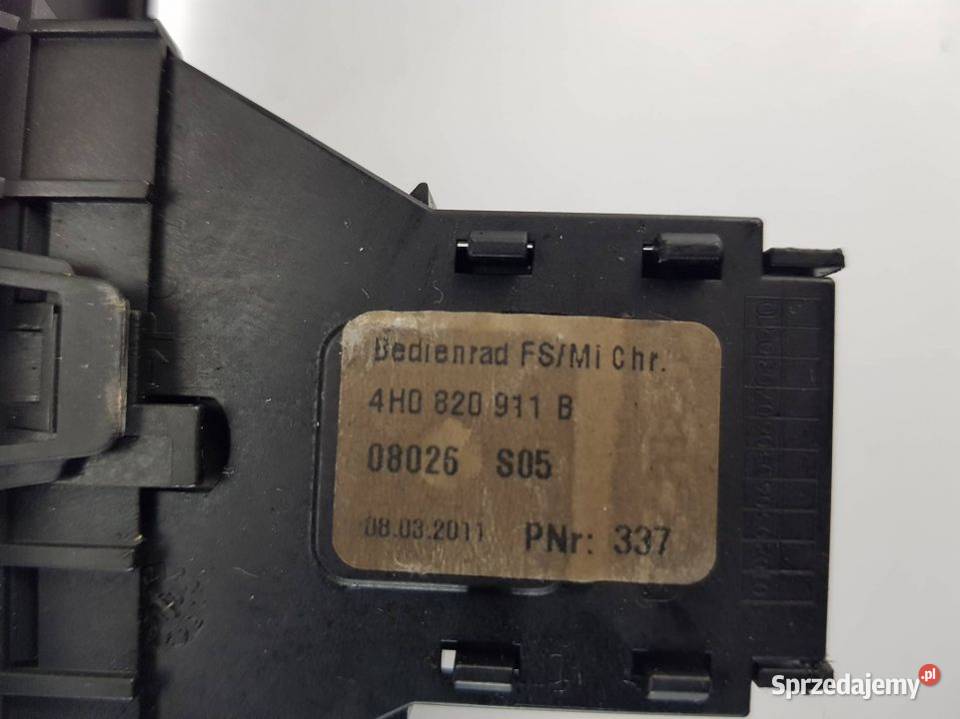 Bedienrad FS/Mi Chr.
4H0 820 911 B
08026 S05
08.03.2011 PNr: 337
Sprzedajemy.pl